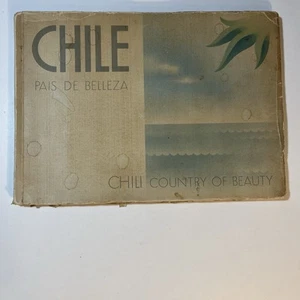 CHILE
PAIS DE BELLEZA
CHILI COUNTRY OF BEAUTY